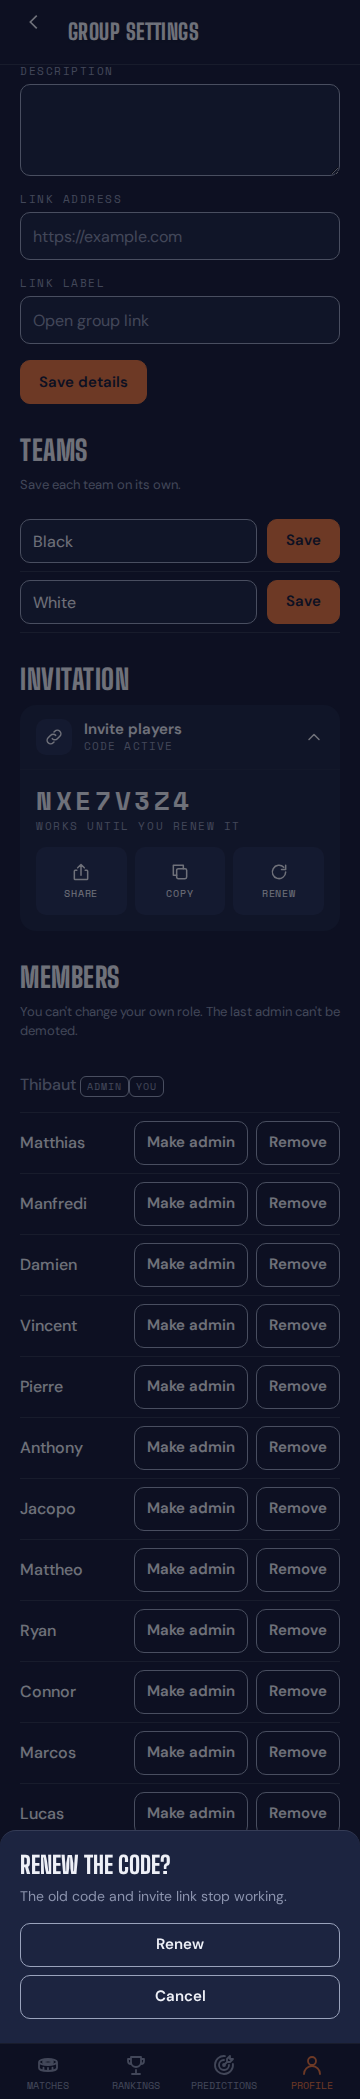 GROUP SETTINGS
DESCRIPTION
LINK ADDRESS
https://example.com
LINK LABEL
Open group link
Save details
TEAMS
Save each team on its own.
Black Save
White Save
INVITATION
Invite players
CODE ACTIVE
NXE7V3Z4
WORKS UNTIL YOU RENEW IT
SHARE COPY RENEW
MEMBERS
You can't change your own role. The last admin can't be
demoted.
Thibaut ADMIN YOU
Matthias Make admin Remove
Manfredi Make admin Remove
Damien Make admin Remove
Vincent Make admin Remove
Pierre Make admin Remove
Anthony Make admin Remove
Jacopo Make admin Remove
Mattheo Make admin Remove
Ryan Make admin Remove
Connor Make admin Remove
Marcos Make admin Remove
Lucas Make admin Remove
RENEW THE CODE?
The old code and invite link stop working.
Renew
Cancel
MATCHES RANKINGS PREDICTIONS PROFILE